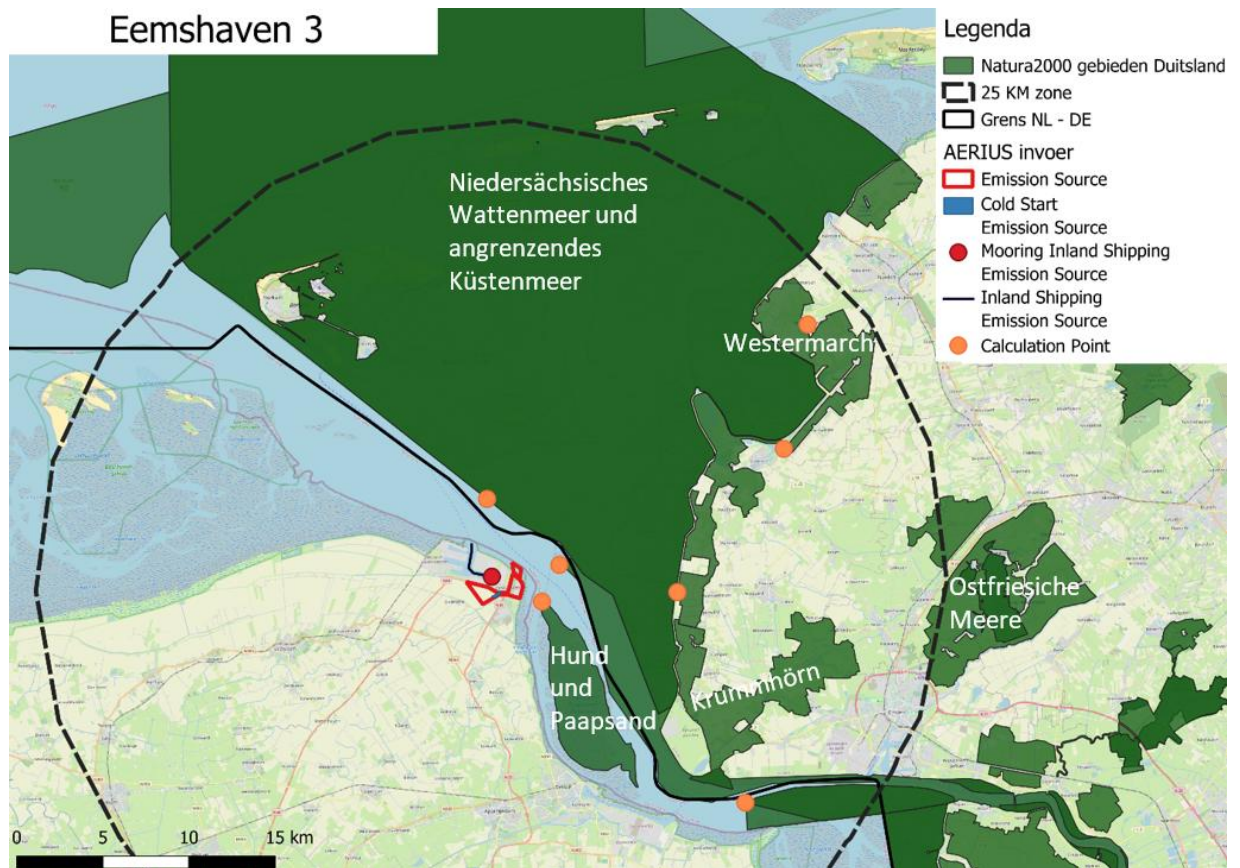 Eemshaven 3
Legenda
Natura2000 gebieden Duitsland
25 KM zone
Grens NL - DE
AERIUS invoer
Emission Source
Cold Start
Emission Source
Mooring Inland Shipping
Emission Source
Inland Shipping
Emission Source
Calculation Point
Niedersächsisches
Wattenmeer und
angrenzendes
Küstenmeer
Westermarch
Ostfriesiche
Meere
Hund
und
Paapsand
Krummhörn
0 5 10 15 km